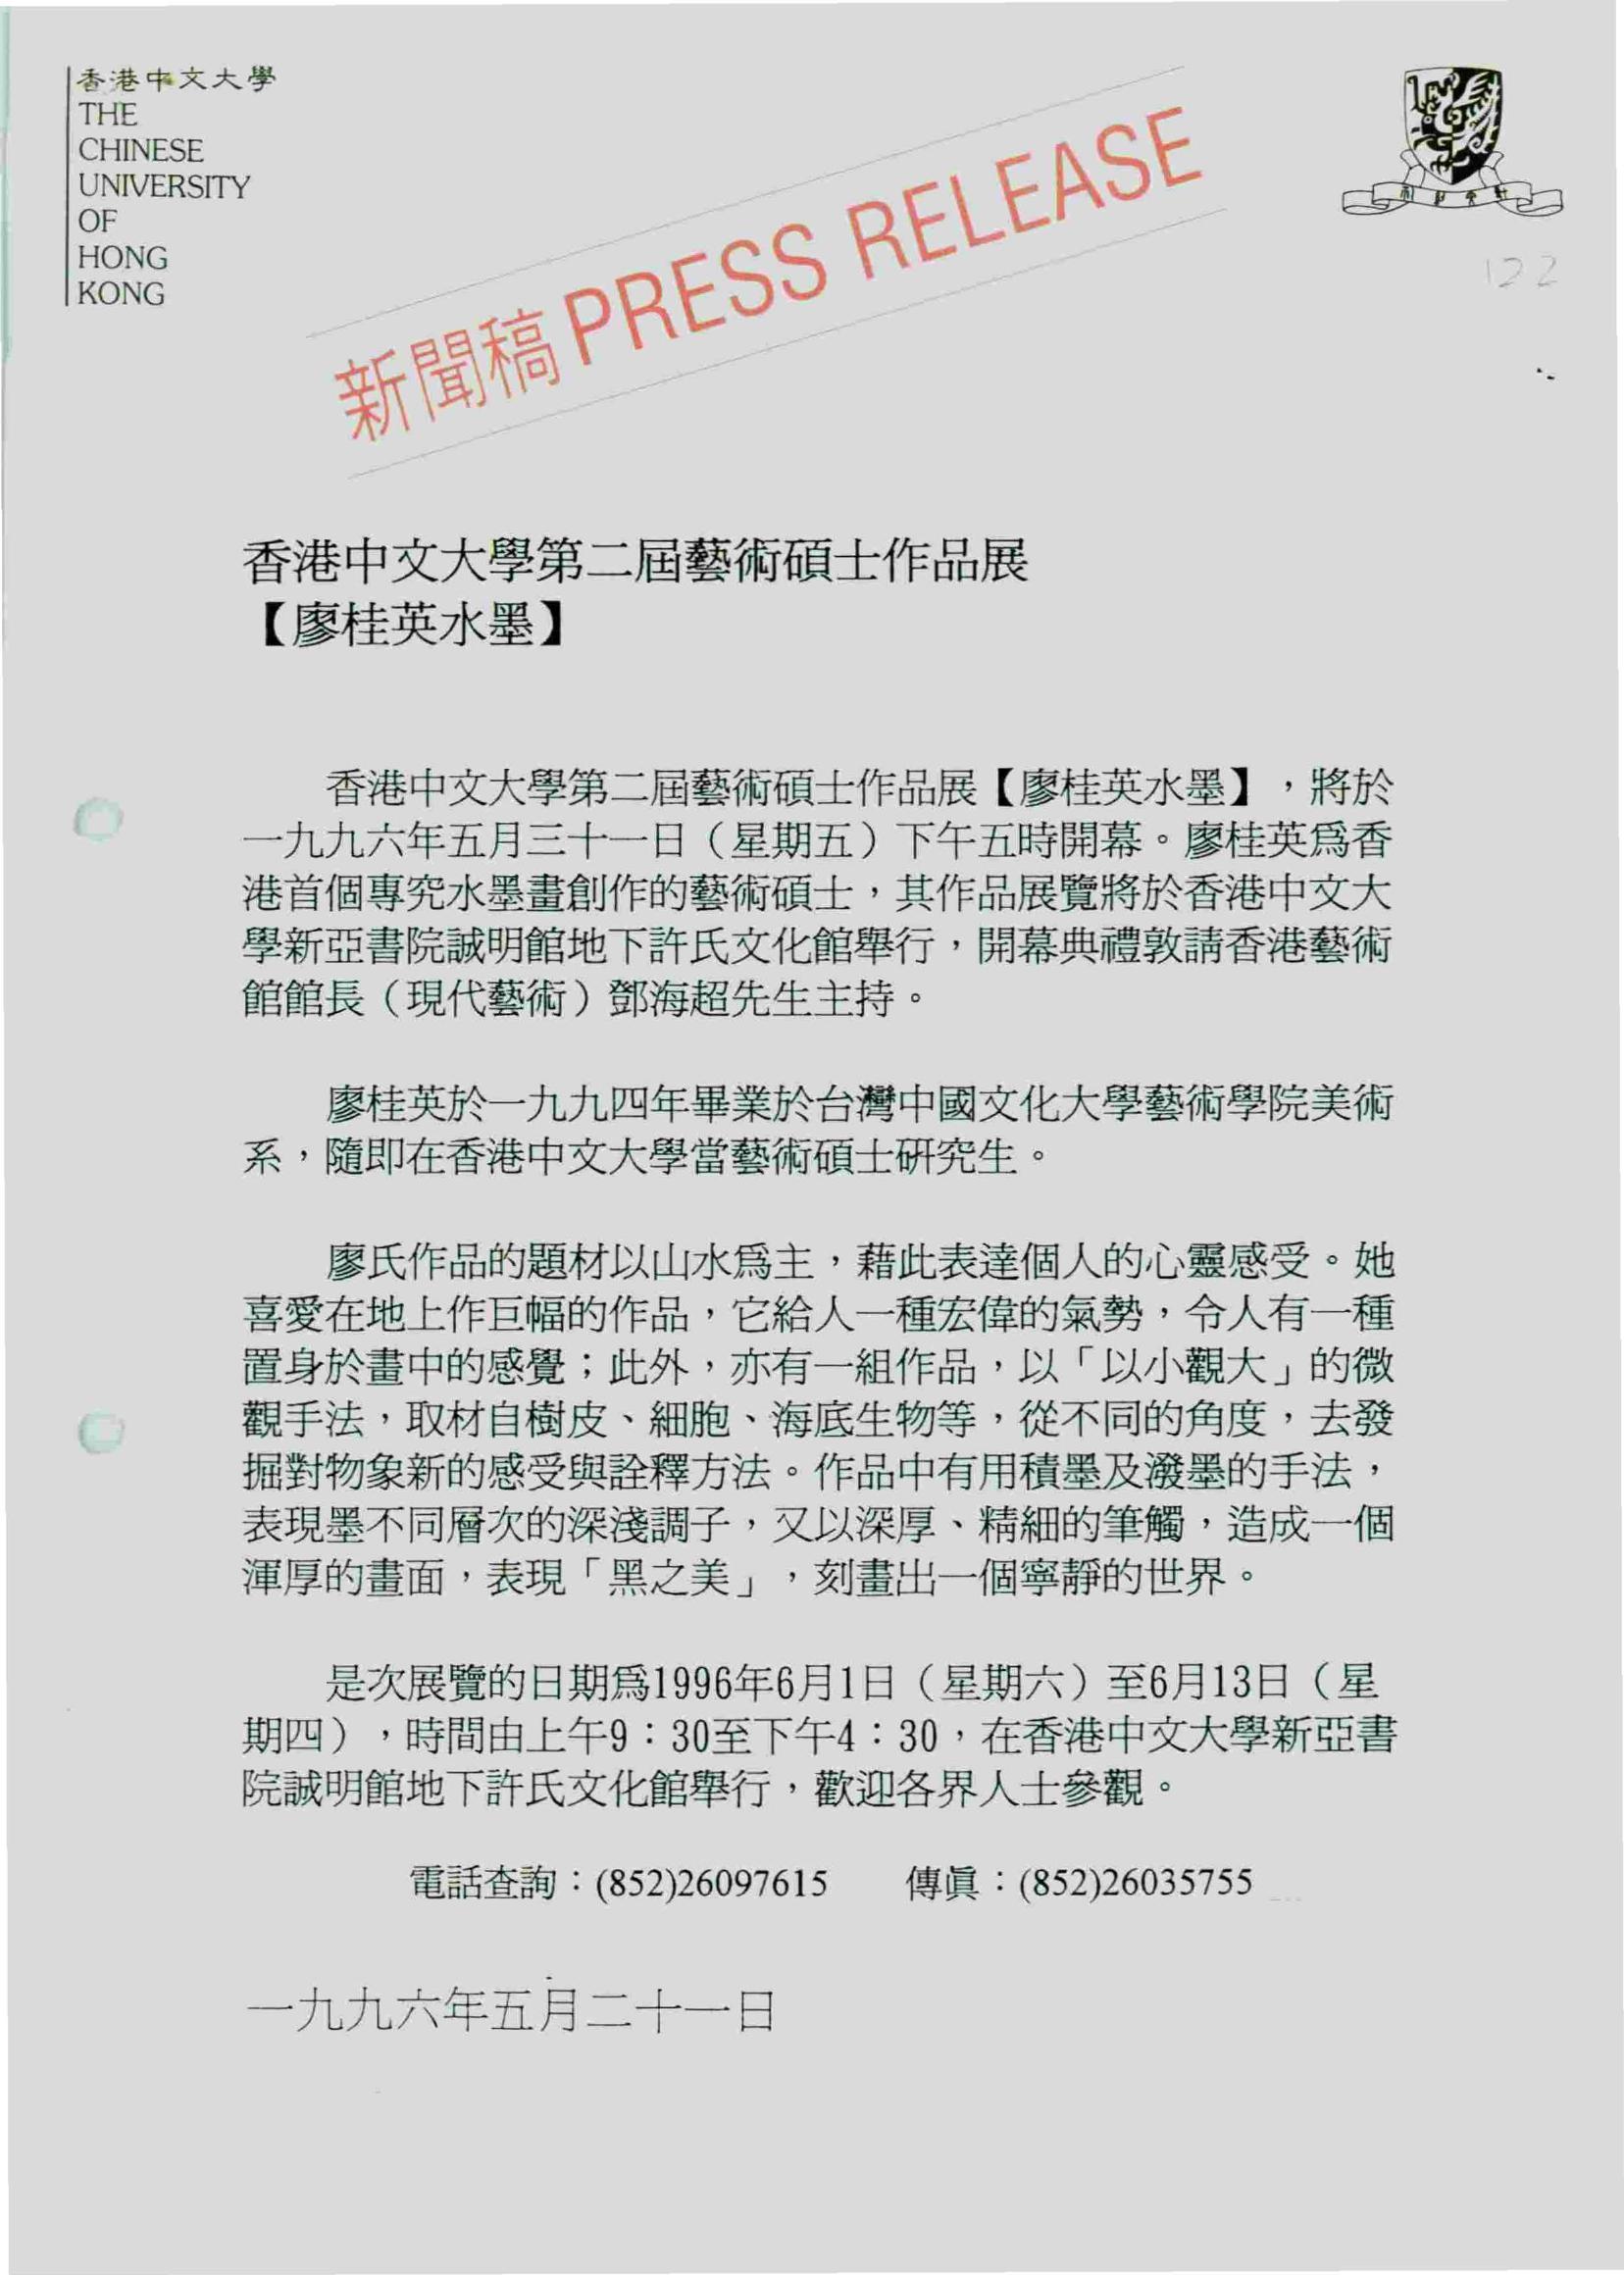 香港中文大學
THE
CHINESE
UNIVERSITY
OF
HONG
KONG
新聞稿 PRESS RELEASE
122
香港中文大學第二屆藝術碩士作品展
【廖桂英水墨】
香港中文大學第二屆藝術碩士作品展【廖桂英水墨】，將於
一九九六年五月三十一日（星期五）下午五時開幕。廖桂英爲香
港首個專究水墨畫創作的藝術碩士，其作品展覽將於香港中文大
學新亞書院誠明館地下許氏文化館舉行，開幕典禮敦請香港藝術
館館長（現代藝術）鄧海超先生主持。
廖桂英於一九九四年畢業於台灣中國文化大學藝術學院美術
系，隨即在香港中文大學當藝術碩士研究生。
廖氏作品的題材以山水爲主，藉此表達個人的心靈感受。她
喜愛在地上作巨幅的作品，它給人一種宏偉的氣勢，令人有一種
置身於畫中的感覺；此外，亦有一組作品，以「以小觀大」的微
觀手法，取材自樹皮、細胞、海底生物等，從不同的角度，去發
掘對物象新的感受與詮釋方法。作品中有用積墨及潑墨的手法，
表現墨不同層次的深淺調子，又以深厚、精細的筆觸，造成一個
渾厚的畫面，表現「黑之美」，刻畫出一個寧靜的世界。
是次展覽的日期爲1996年6月1日（星期六）至6月13日（星
期四），時間由上午9：30至下午4：30，在香港中文大學新亞書
院誠明館地下許氏文化館舉行，歡迎各界人士參觀。
電話查詢：(852)26097615 傳眞：(852)26035755
一九九六年五月二十一日